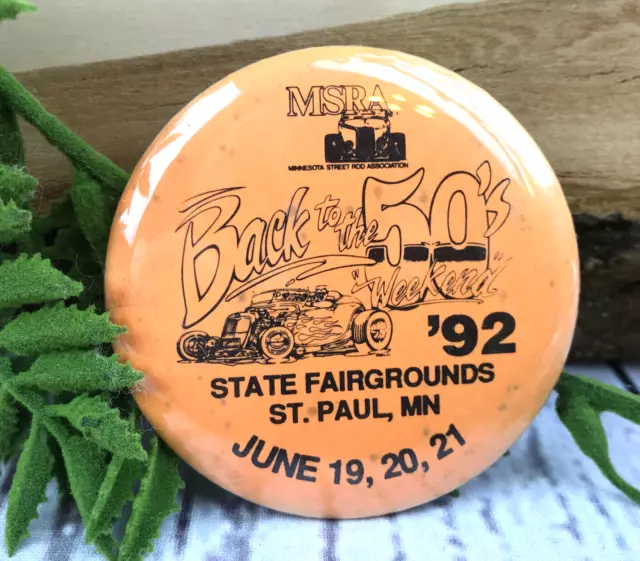 MSRA
MINNESOTA STREET ROD ASSOCIATION
Back to the 50's
"Weekend"
'92
STATE FAIRGROUNDS
ST. PAUL, MN
JUNE 19, 20, 21